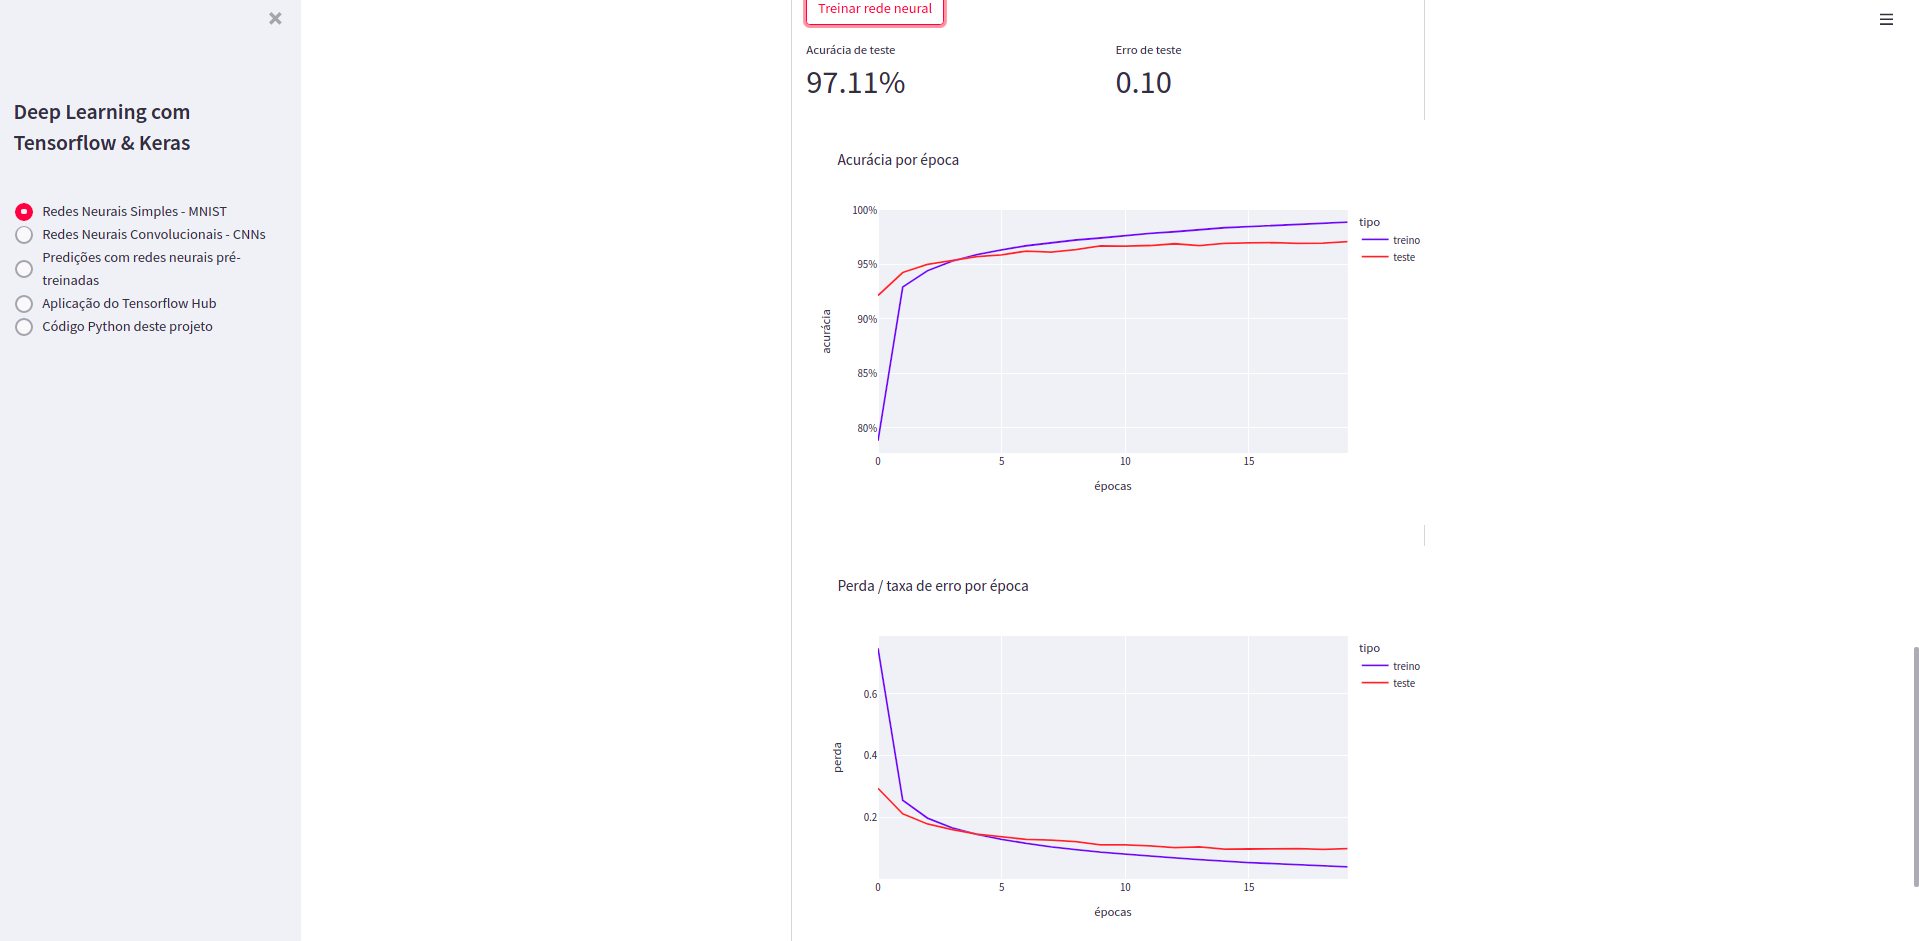 Deep Learning com
Tensorflow & Keras
Redes Neurais Simples - MNIST
Redes Neurais Convolucionais - CNNs
Predições com redes neurais pré-
treinadas
Aplicação do Tensorflow Hub
Código Python deste projeto
Treinar rede neural
Acurácia de teste
97.11%
Erro de teste
0.10
Acurácia por época
100%
95%
90%
85%
80%
acurácia
0 5 10 15
épocas
tipo
treino
teste
Perda / taxa de erro por época
0.6
0.4
0.2
perda
0 5 10 15
épocas
tipo
treino
teste